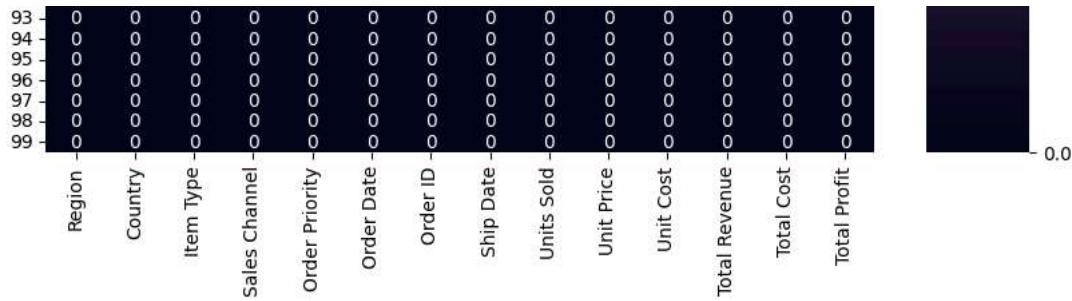 93 0 0 0 0 0 0 0 0 0 0 0 0 0 0
94 0 0 0 0 0 0 0 0 0 0 0 0 0 0
95 0 0 0 0 0 0 0 0 0 0 0 0 0 0
96 0 0 0 0 0 0 0 0 0 0 0 0 0 0
97 0 0 0 0 0 0 0 0 0 0 0 0 0 0
98 0 0 0 0 0 0 0 0 0 0 0 0 0 0
99 0 0 0 0 0 0 0 0 0 0 0 0 0 0
0.0
Region
Country
Item Type
Sales Channel
Order Priority
Order Date
Order ID
Ship Date
Units Sold
Unit Price
Unit Cost
Total Revenue
Total Cost
Total Profit